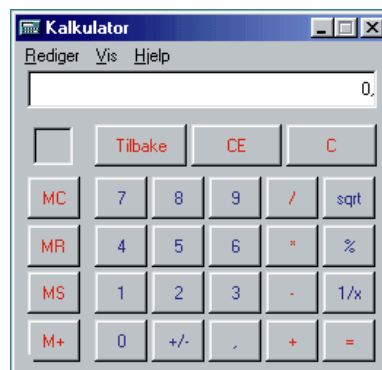 Kalkulator
Rediger Vis Hjelp
0,
Tilbake CE C
MC 7 8 9 / sqrt
MR 4 5 6 * %
MS 1 2 3 - 1/x
M+ 0 +/- , + =